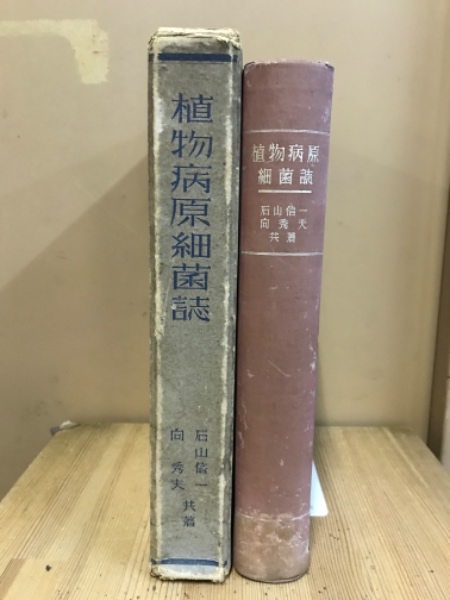 植物病原細菌誌
石山信一
向秀夫
共著
植物病原
細菌誌
石山信一
向秀夫
共著